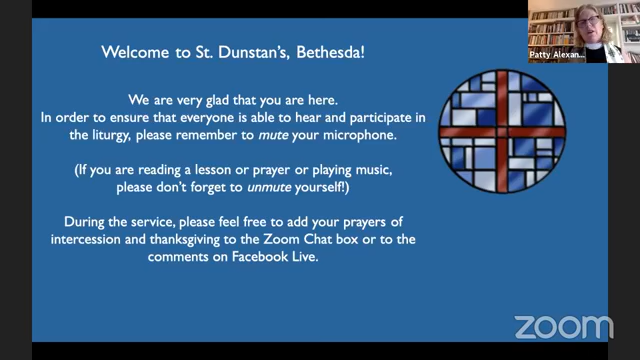 Welcome to St. Dunstan's, Bethesda!
We are very glad that you are here.
In order to ensure that everyone is able to hear and participate in
the liturgy, please remember to mute your microphone.
(If you are reading a lesson or prayer or playing music,
please don't forget to unmute yourself!)
During the service, please feel free to add your prayers of
intercession and thanksgiving to the Zoom Chat box or to the
comments on Facebook Live.
Patty Alexan...
zoom